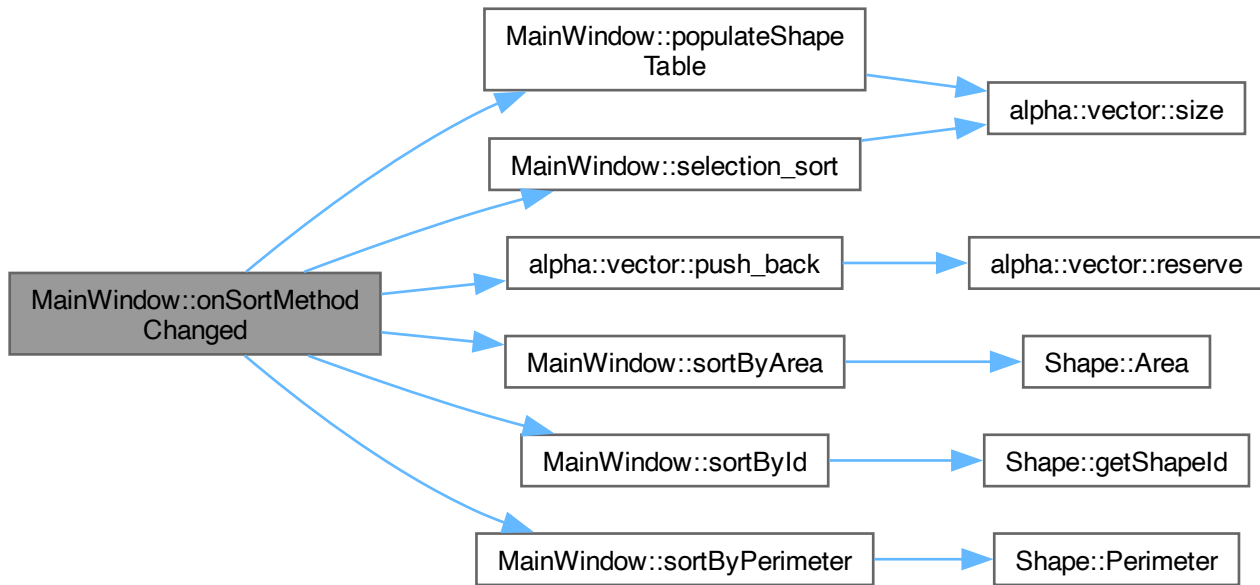 MainWindow::populateShape
Table
alpha::vector::size
MainWindow::selection_sort
alpha::vector::push_back
alpha::vector::reserve
MainWindow::onSortMethod
Changed
MainWindow::sortByArea
Shape::Area
MainWindow::sortById
Shape::getShapeId
MainWindow::sortByPerimeter
Shape::Perimeter